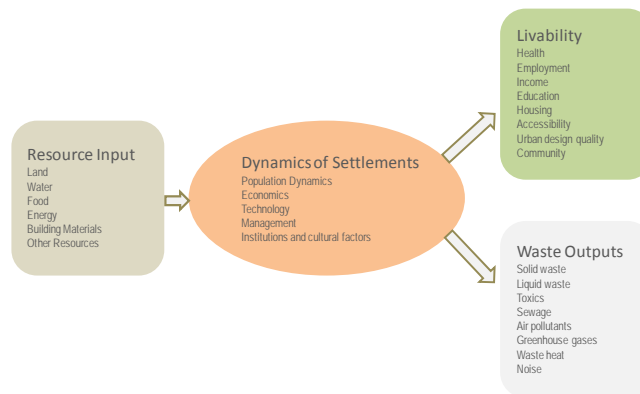 Resource Input
Land
Water
Food
Energy
Building Materials
Other Resources
Dynamics of Settlements
Population Dynamics
Economics
Technology
Management
Institutions and cultural factors
Livability
Health
Employment
Income
Education
Housing
Accessibility
Urban design quality
Community
Waste Outputs
Solid waste
Liquid waste
Toxics
Sewage
Air pollutants
Greenhouse gases
Waste heat
Noise